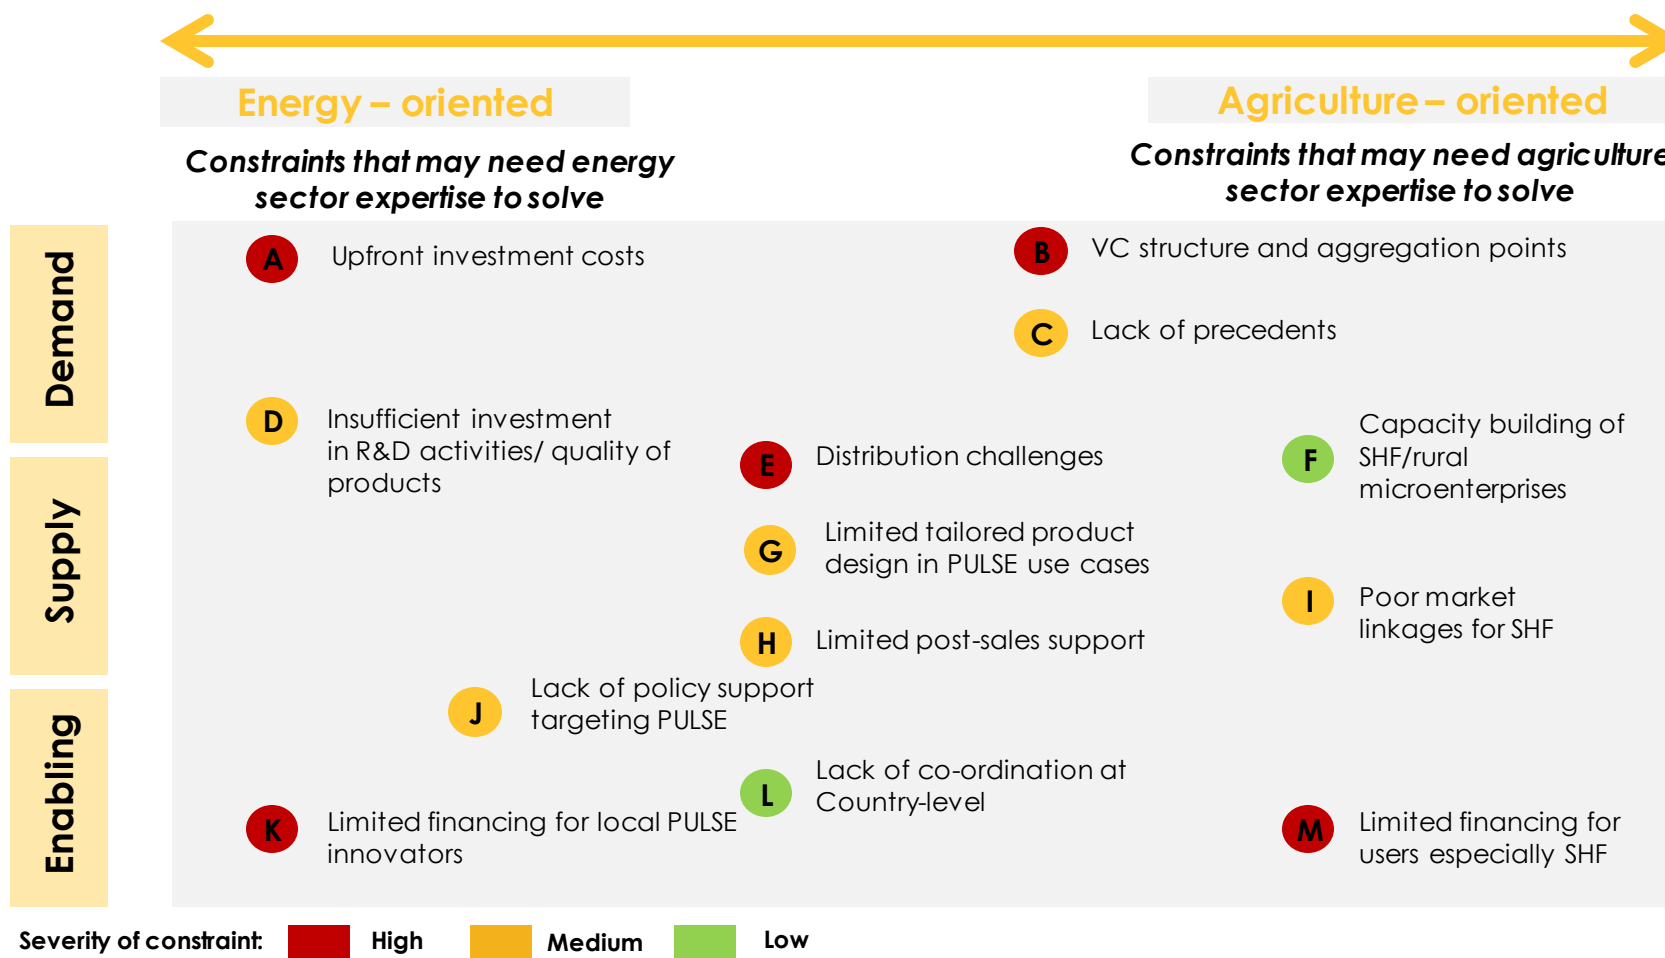 Energy – oriented
Agriculture – oriented
Constraints that may need energy
sector expertise to solve
Constraints that may need agriculture
sector expertise to solve
Demand
A
Upfront investment costs
B
VC structure and aggregation points
C
Lack of precedents
D
Insufficient investment
in R&D activities/ quality of
products
E
Distribution challenges
F
Capacity building of
SHF/rural
microenterprises
Supply
G
Limited tailored product
design in PULSE use cases
H
Limited post-sales support
I
Poor market
linkages for SHF
Enabling
J
Lack of policy support
targeting PULSE
K
Limited financing for local PULSE
innovators
L
Lack of co-ordination at
Country-level
M
Limited financing for
users especially SHF
Severity of constraint:
High
Medium
Low